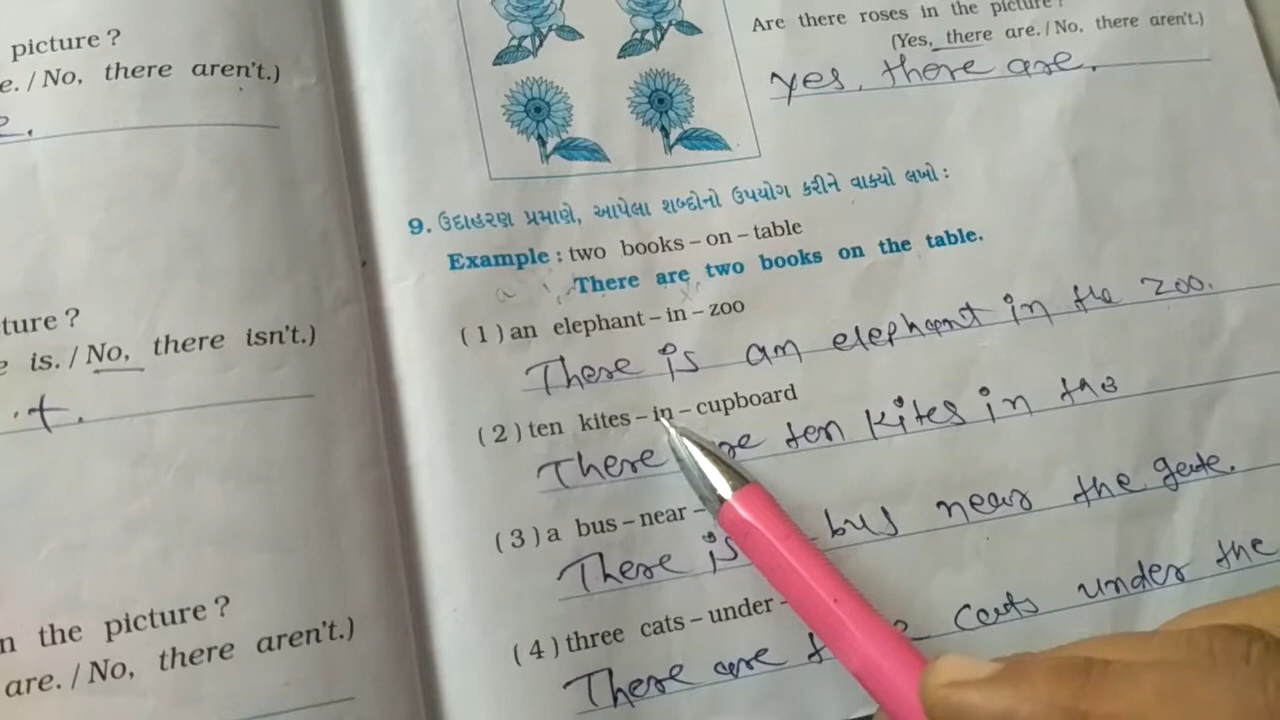 picture ?
e. / No, there aren't.)
ture ?
e is. / No, there isn't.)
n the picture ?
are. / No, there aren't.)
Are there roses in the picture ?
(Yes, there are. / No, there aren't.)
Yes, there are.
9. ઉદાહરણ પ્રમાણે, આપેલા શબ્દોનો ઉપયોગ કરીને વાક્યો લખો :
Example : two books – on – table
There are two books on the table.
( 1 ) an elephant – in – zoo
There is an elephant in the zoo.
( 2 ) ten kites – in – cupboard
There are ten kites in the
( 3 ) a bus – near –
There is bus near the gate.
( 4 ) three cats – under –
There are cats under the